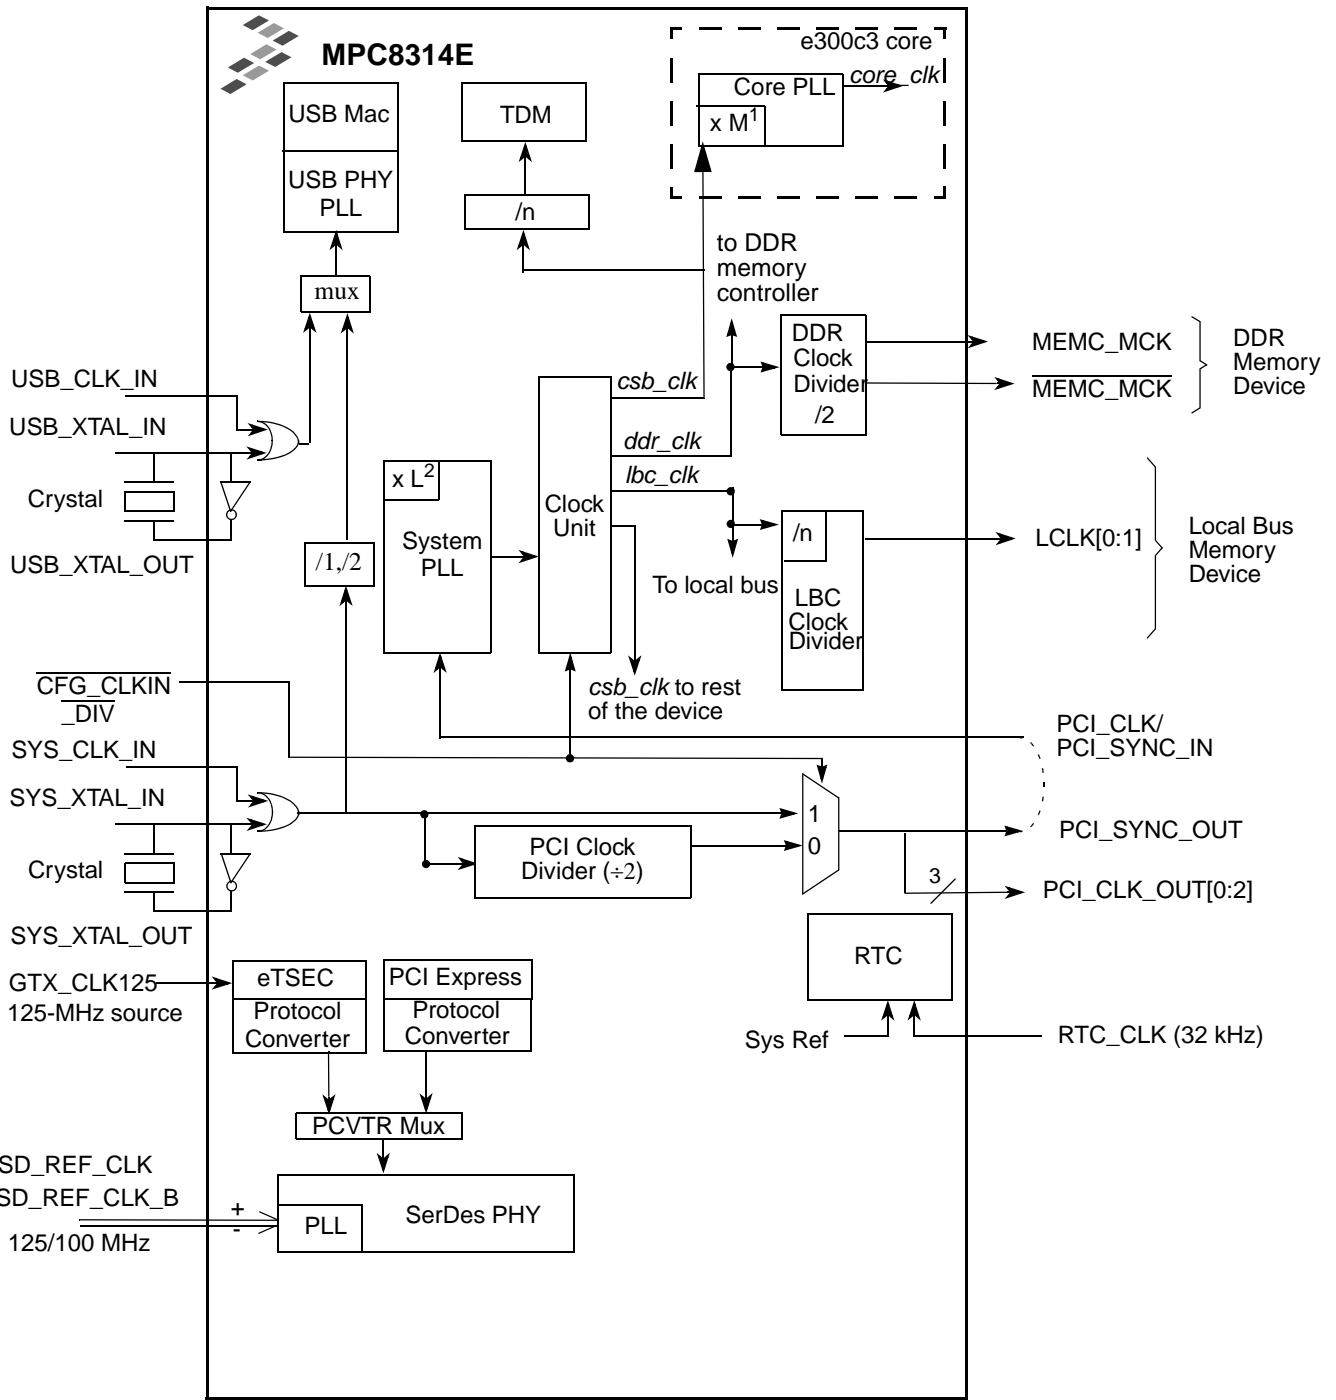 MPC8314E
e300c3 core
Core PLL
core_clk
x M1
USB Mac
USB PHY
PLL
TDM
/n
mux
to DDR
memory
controller
DDR
Clock
Divider
/2
MEMC_MCK
MEMC_MCK
DDR
Memory
Device
USB_CLK_IN
USB_XTAL_IN
Crystal
USB_XTAL_OUT
csb_clk
ddr_clk
lbc_clk
x L2
System
PLL
Clock
Unit
/1,/2
To local bus
/n
LBC
Clock
Divider
LCLK[0:1]
Local Bus
Memory
Device
csb_clk to rest
of the device
CFG_CLKIN
_DIV
SYS_CLK_IN
SYS_XTAL_IN
Crystal
SYS_XTAL_OUT
PCI_CLK/
PCI_SYNC_IN
1
0
PCI Clock
Divider (÷2)
PCI_SYNC_OUT
3
PCI_CLK_OUT[0:2]
RTC
Sys Ref
RTC_CLK (32 kHz)
GTX_CLK125
125-MHz source
eTSEC
Protocol
Converter
PCI Express
Protocol
Converter
PCVTR Mux
SD_REF_CLK
SD_REF_CLK_B
+
-
125/100 MHz
PLL
SerDes PHY